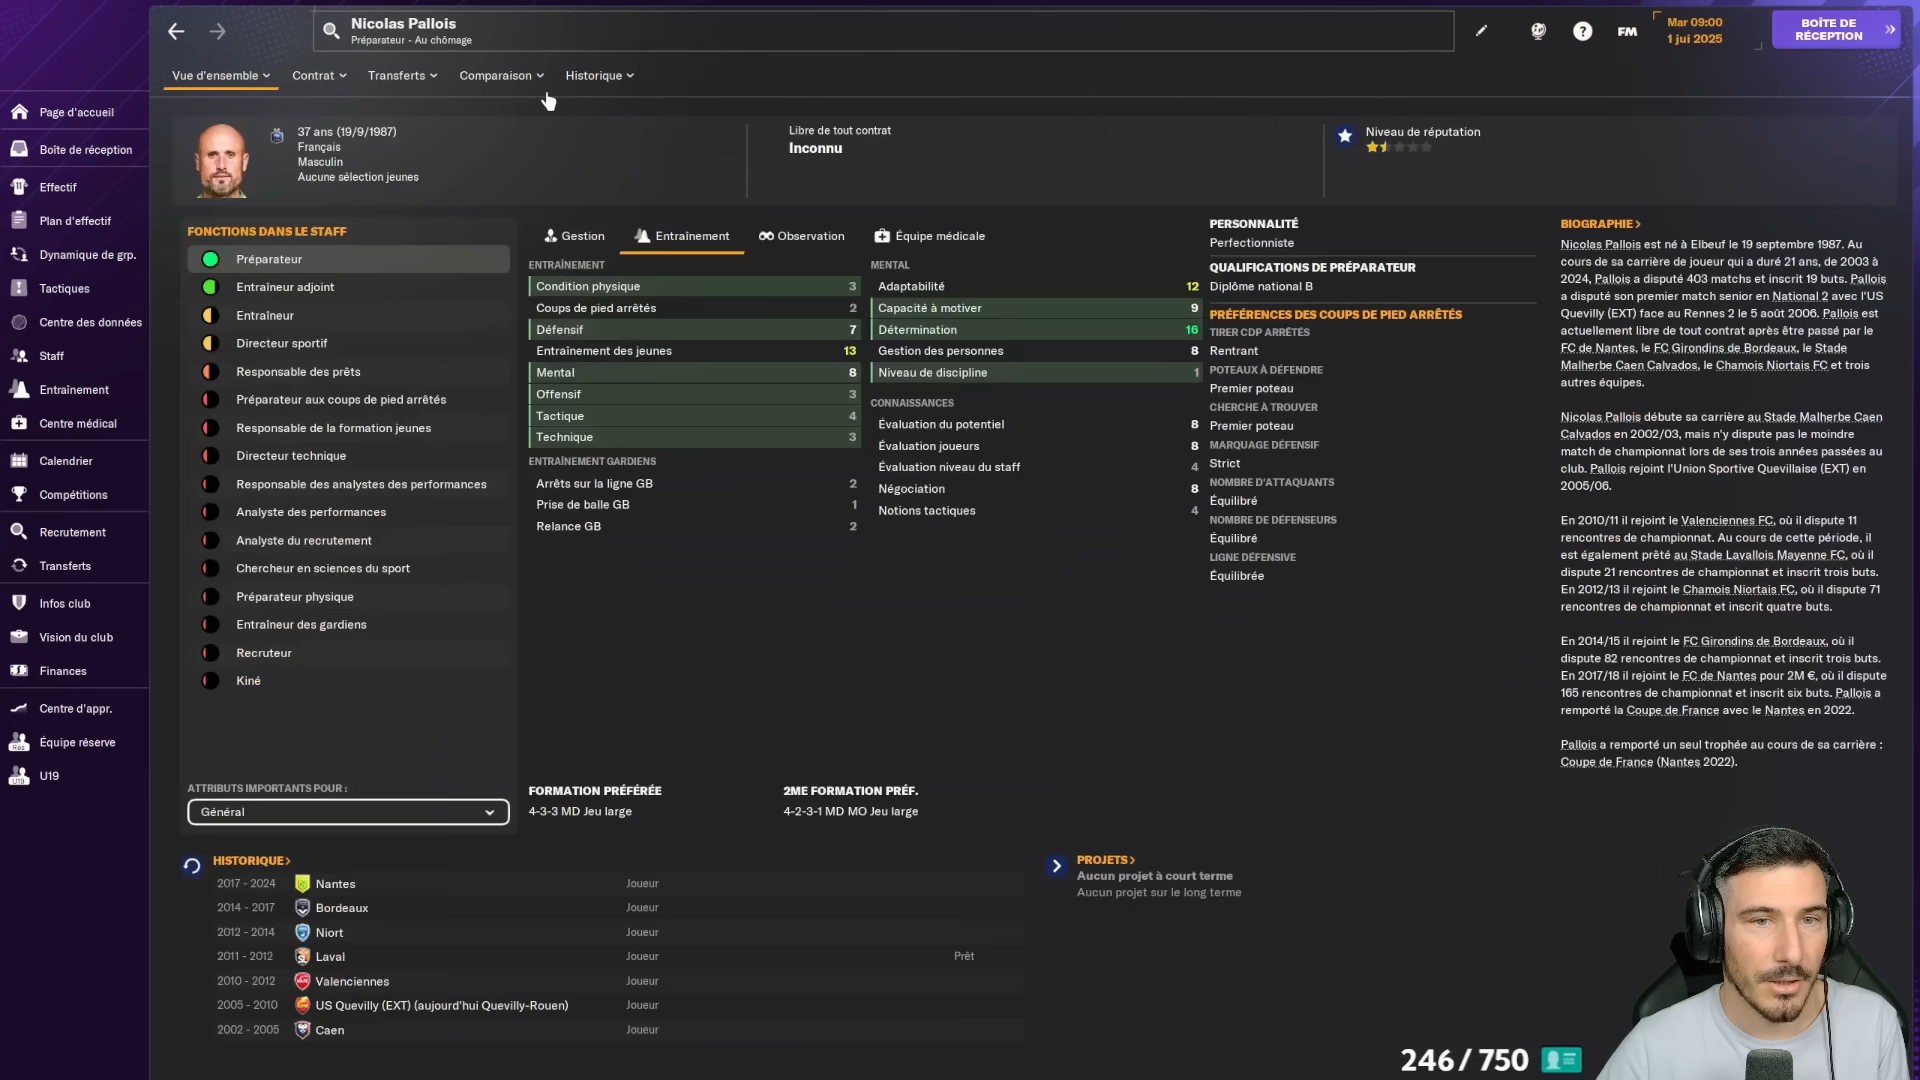 Nicolas Pallois
Préparateur - Au chômage
Mar 09:00
1 jui 2025
BOÎTE DE
RÉCEPTION
FM
Vue d'ensemble
Contrat
Transferts
Comparaison
Historique
Page d'accueil
Boîte de réception
Effectif
Plan d'effectif
Dynamique de grp.
Tactiques
Centre des données
Staff
Entraînement
Centre médical
Calendrier
Compétitions
Recrutement
Transferts
Infos club
Vision du club
Finances
Centre d'appr.
Équipe réserve
U19
37 ans (19/9/1987)
Français
Masculin
Aucune sélection jeunes
Libre de tout contrat
Inconnu
Niveau de réputation
FONCTIONS DANS LE STAFF
Préparateur
Entraîneur adjoint
Entraîneur
Directeur sportif
Responsable des prêts
Préparateur aux coups de pied arrêtés
Responsable de la formation jeunes
Directeur technique
Responsable des analystes des performances
Analyste des performances
Analyste du recrutement
Chercheur en sciences du sport
Préparateur physique
Entraîneur des gardiens
Recruteur
Kiné
ATTRIBUTS IMPORTANTS POUR :
Général
Gestion
Entraînement
Observation
Équipe médicale
ENTRAÎNEMENT
Condition physique 3
Coups de pied arrêtés 2
Défensif 7
Entraînement des jeunes 13
Mental 8
Offensif 3
Tactique 4
Technique 3
ENTRAÎNEMENT GARDIENS
Arrêts sur la ligne GB 2
Prise de balle GB 1
Relance GB 2
MENTAL
Adaptabilité 12
Capacité à motiver 9
Détermination 16
Gestion des personnes 8
Niveau de discipline 1
CONNAISSANCES
Évaluation du potentiel 8
Évaluation joueurs 8
Évaluation niveau du staff 4
Négociation 8
Notions tactiques 4
FORMATION PRÉFÉRÉE
4-3-3 MD Jeu large
2ME FORMATION PRÉF.
4-2-3-1 MD MO Jeu large
PERSONNALITÉ
Perfectionniste
QUALIFICATIONS DE PRÉPARATEUR
Diplôme national B
PRÉFÉRENCES DES COUPS DE PIED ARRÊTÉS
TIRER CDP ARRÊTÉS
Rentrant
POTEAUX À DÉFENDRE
Premier poteau
CHERCHE À TROUVER
Premier poteau
MARQUAGE DÉFENSIF
Strict
NOMBRE D'ATTAQUANTS
Équilibré
NOMBRE DE DÉFENSEURS
Équilibré
LIGNE DÉFENSIVE
Équilibrée
BIOGRAPHIE
Nicolas Pallois est né à Elbeuf le 19 septembre 1987. Au
cours de sa carrière de joueur qui a duré 21 ans, de 2003 à
2024, Pallois a disputé 403 matchs et inscrit 19 buts. Pallois
a disputé son premier match senior en National 2 avec l'US
Quevilly (EXT) face au Rennes 2 le 5 août 2006. Pallois est
actuellement libre de tout contrat après être passé par le
FC de Nantes, le FC Girondins de Bordeaux, le Stade
Malherbe Caen Calvados, le Chamois Niortais FC et trois
autres équipes.
Nicolas Pallois débute sa carrière au Stade Malherbe Caen
Calvados en 2002/03, mais n'y dispute pas le moindre
match de championnat lors de ses trois années passées au
club. Pallois rejoint l'Union Sportive Quevillaise (EXT) en
2005/06.
En 2010/11 il rejoint le Valenciennes FC, où il dispute 11
rencontres de championnat. Au cours de cette période, il
est également prêté au Stade Lavallois Mayenne FC, où il
dispute 21 rencontres de championnat et inscrit trois buts.
En 2012/13 il rejoint le Chamois Niortais FC, où il dispute 71
rencontres de championnat et inscrit quatre buts.
En 2014/15 il rejoint le FC Girondins de Bordeaux, où il
dispute 82 rencontres de championnat et inscrit trois buts.
En 2017/18 il rejoint le FC de Nantes pour 2M €, où il dispute
165 rencontres de championnat et inscrit six buts. Pallois a
remporté la Coupe de France avec le Nantes en 2022.
Pallois a remporté un seul trophée au cours de sa carrière :
Coupe de France (Nantes 2022).
HISTORIQUE
2017 - 2024 Nantes Joueur
2014 - 2017 Bordeaux Joueur
2012 - 2014 Niort Joueur
2011 - 2012 Laval Joueur Prêt
2010 - 2012 Valenciennes Joueur
2005 - 2010 US Quevilly (EXT) (aujourd'hui Quevilly-Rouen) Joueur
2002 - 2005 Caen Joueur
PROJETS
Aucun projet à court terme
Aucun projet sur le long terme
246/750